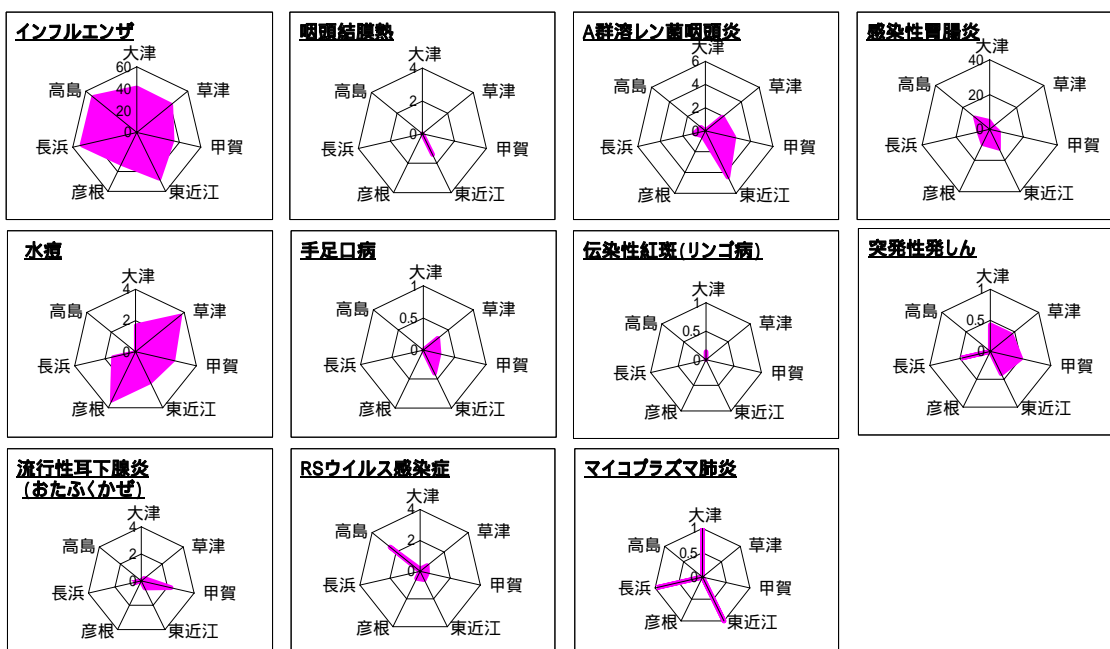 インフルエンザ
大津
60
40
20
0
草津
甲賀
東近江
彦根
長浜
高島
咽頭結膜熱
大津
4
2
0
草津
甲賀
東近江
彦根
長浜
高島
A群溶レン菌咽頭炎
大津
6
4
2
0
草津
甲賀
東近江
彦根
長浜
高島
感染性胃腸炎
大津
40
20
0
草津
甲賀
東近江
彦根
長浜
高島
水痘
大津
4
2
0
草津
甲賀
東近江
彦根
長浜
高島
手足口病
大津
1
0.5
0
草津
甲賀
東近江
彦根
長浜
高島
伝染性紅斑(リンゴ病)
大津
1
0.5
0
草津
甲賀
東近江
彦根
長浜
高島
突発性発しん
大津
1
0.5
0
草津
甲賀
東近江
彦根
長浜
高島
流行性耳下腺炎
(おたふくかぜ)
大津
4
2
0
草津
甲賀
東近江
彦根
長浜
高島
RSウイルス感染症
大津
4
2
0
草津
甲賀
東近江
彦根
長浜
高島
マイコプラズマ肺炎
大津
1
0.5
0
草津
甲賀
東近江
彦根
長浜
高島